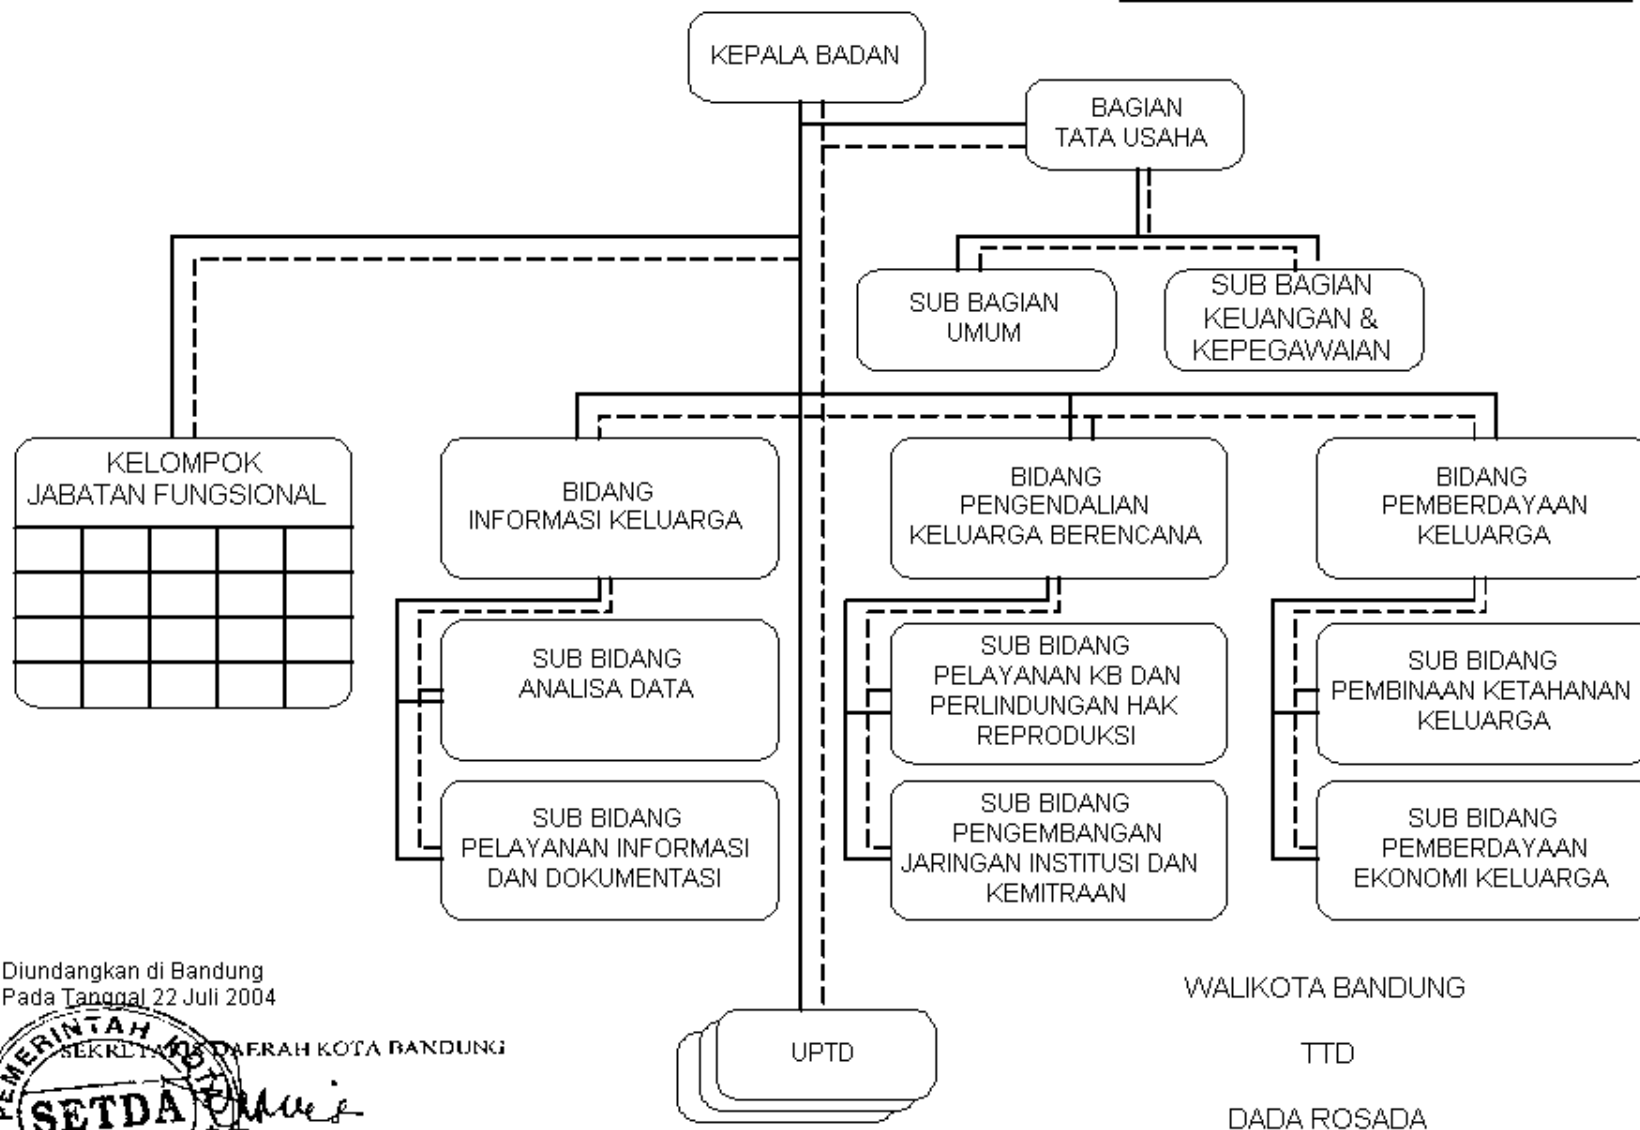 KEPALA BADAN
BAGIAN
TATA USAHA
SUB BAGIAN
UMUM
SUB BAGIAN
KEUANGAN &
KEPEGAWAIAN
KELOMPOK
JABATAN FUNGSIONAL
BIDANG
INFORMASI KELUARGA
BIDANG
PENGENDALIAN
KELUARGA BERENCANA
BIDANG
PEMBERDAYAAN
KELUARGA
SUB BIDANG
ANALISA DATA
SUB BIDANG
PELAYANAN KB DAN
PERLINDUNGAN HAK
REPRODUKSI
SUB BIDANG
PEMBINAAN KETAHANAN
KELUARGA
SUB BIDANG
PELAYANAN INFORMASI
DAN DOKUMENTASI
SUB BIDANG
PENGEMBANGAN
JARINGAN INSTITUSI DAN
KEMITRAAN
SUB BIDANG
PEMBERDAYAAN
EKONOMI KELUARGA
Diundangkan di Bandung
Pada Tanggal 22 Juli 2004
SEKRETARIS DAERAH KOTA BANDUNG
PEMERINTAH KOTA
SETDA
UPTD
WALIKOTA BANDUNG
TTD
DADA ROSADA